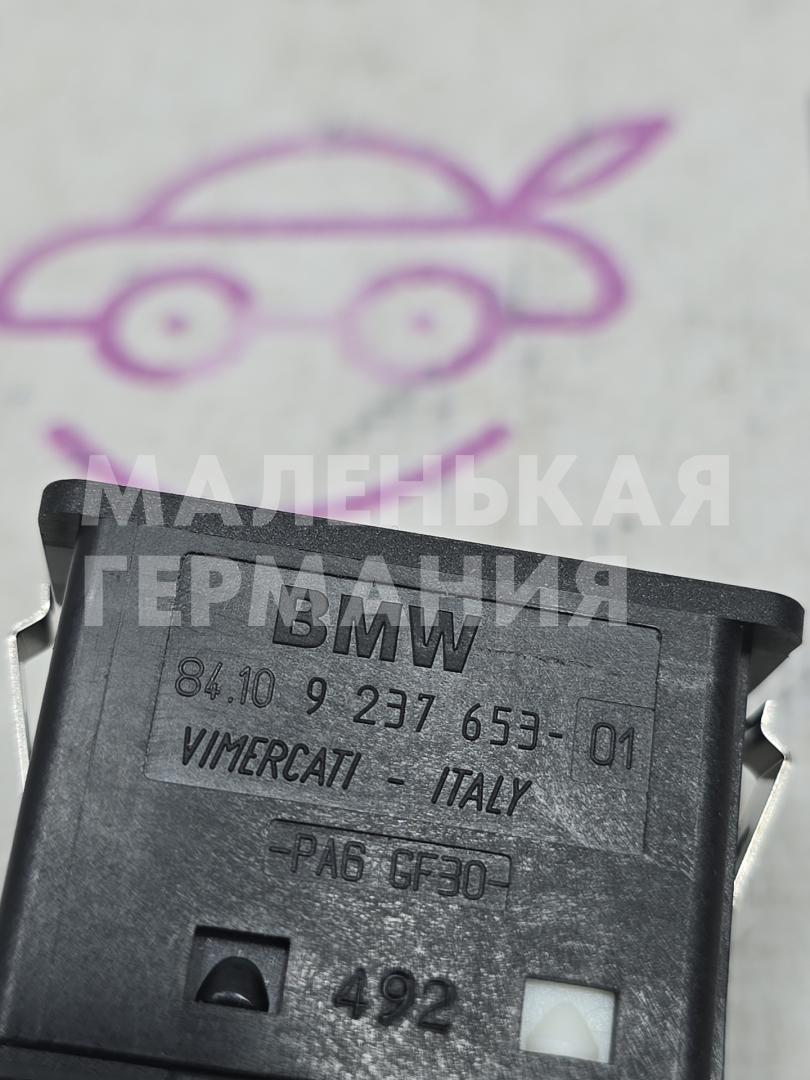 МАЛЕНЬКАЯ
ГЕРМАНИЯ
BMW
84.10 9 237 653- 01
VIMERCATI - ITALY
-PA6 GF30-
492